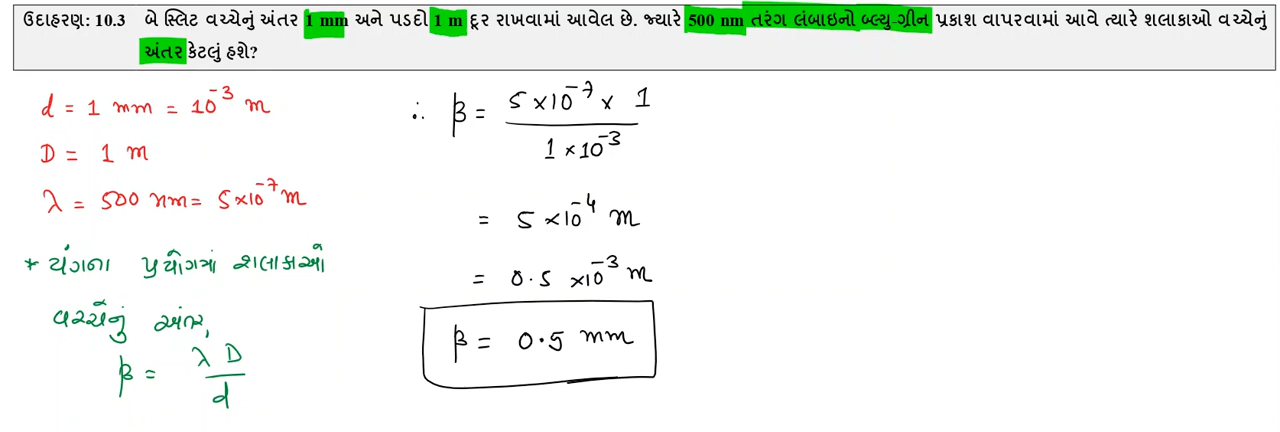 ઉદાહરણ: 10.3 બે સ્લિટ વચ્ચેનું અંતર 1 mm અને પડદો 1 m દૂર રાખવામાં આવેલ છે. જ્યારે 500 nm તરંગ લંબાઇનો બ્લ્યુ-ગ્રીન પ્રકાશ વાપરવામાં આવે ત્યારે શલાકાઓ વચ્ચેનું
અંતર કેટલું હશે?
d = 1 mm = 10⁻³ m
D = 1 m
λ = 500 nm = 5×10⁻⁷ m
* યંગના પ્રયોગમાં શલાકાઓ
વચ્ચેનું અંતર,
β = λ D / d
∴ β = 5×10⁻⁷ × 1 / 1×10⁻³
= 5 ×10⁻⁴ m
= 0.5 ×10⁻³ m
β = 0.5 mm